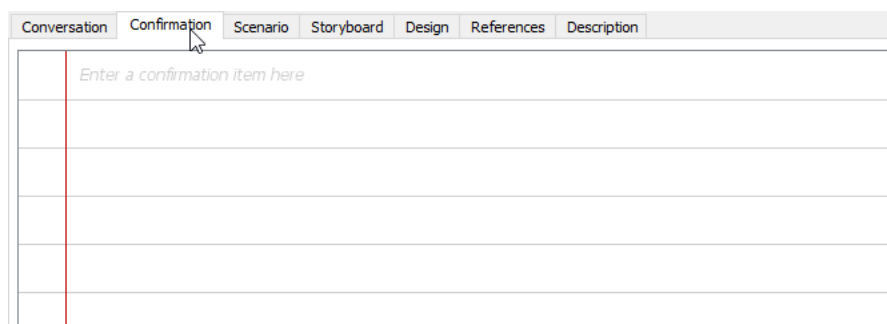 Conversation Confirmation Scenario Storyboard Design References Description
Enter a confirmation item here